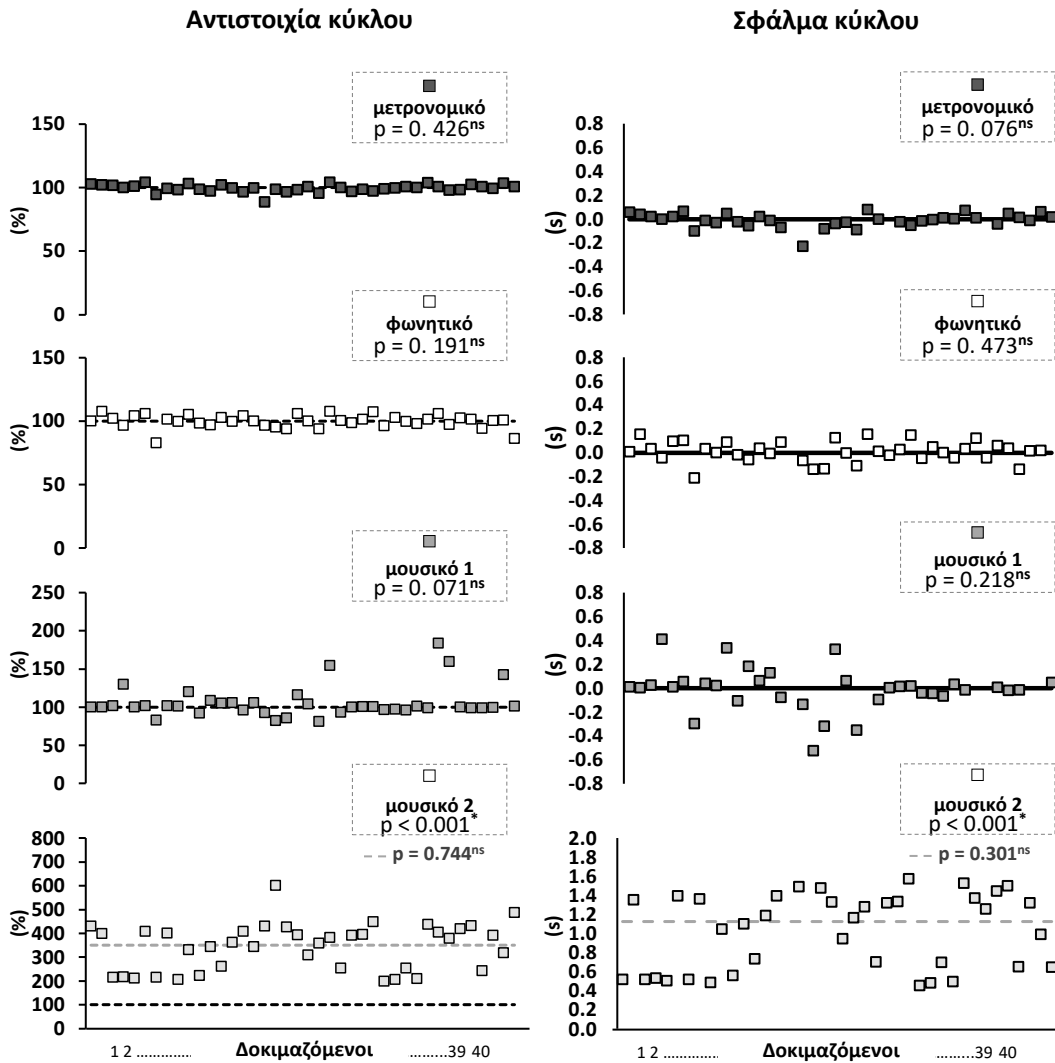 Αντιστοιχία κύκλου
Σφάλμα κύκλου
μετρονομικό
p = 0. 426ns
150
100
50
0
(%)
μετρονομικό
p = 0. 076ns
0.8
0.6
0.4
0.2
0.0
-0.2
-0.4
-0.6
-0.8
(s)
φωνητικό
p = 0. 191ns
150
100
50
0
(%)
φωνητικό
p = 0. 473ns
0.8
0.6
0.4
0.2
0.0
-0.2
-0.4
-0.6
-0.8
(s)
μουσικό 1
p = 0. 071ns
250
200
150
100
50
0
(%)
μουσικό 1
p = 0.218ns
0.8
0.6
0.4
0.2
0.0
-0.2
-0.4
-0.6
-0.8
(s)
μουσικό 2
p < 0.001*
p = 0.744ns
800
700
600
500
400
300
200
100
0
(%)
μουσικό 2
p < 0.001*
p = 0.301ns
2.0
1.8
1.6
1.4
1.2
1.0
0.8
0.6
0.4
0.2
0.0
(s)
1 2 ............... Δοκιμαζόμενοι .........39 40
1 2 ............... Δοκιμαζόμενοι .........39 40